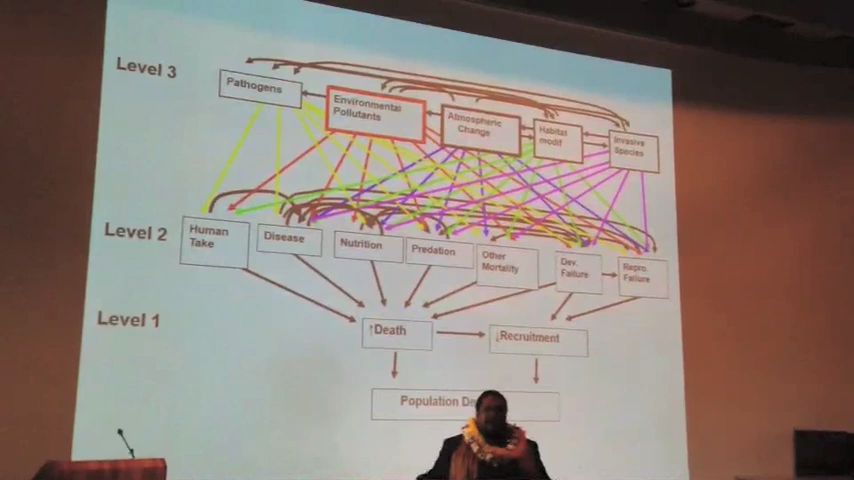 Level 3
Pathogens
Environmental
Pollutants
Atmospheric
Change
Habitat
modif
Invasive
Species
Level 2
Human
Take
Disease
Nutrition
Predation
Other
Mortality
Dev.
Failure
Repro.
Failure
Level 1
↑Death
↓Recruitment
Population De